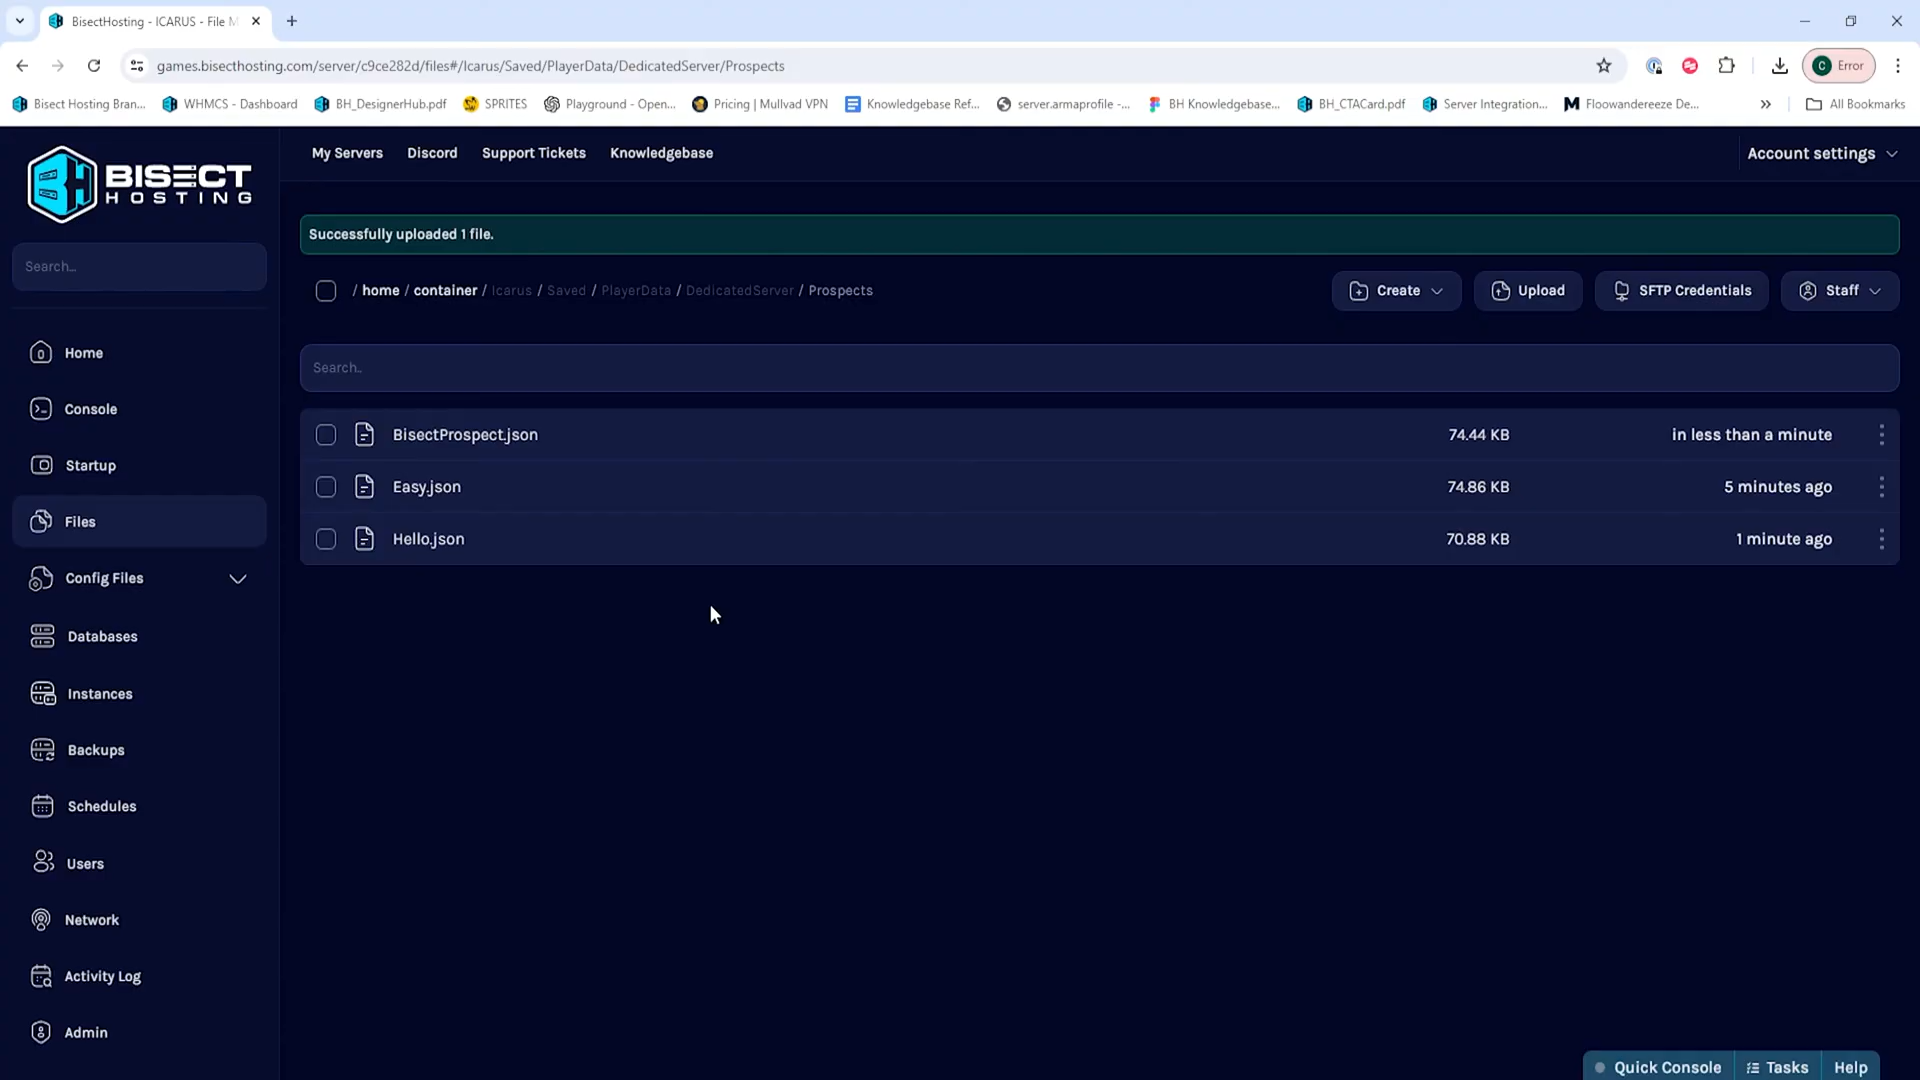 BisectHosting - ICARUS - File M
games.bisecthosting.com/server/c9ce282d/files#/Icarus/Saved/PlayerData/DedicatedServer/Prospects
C Error
Bisect Hosting Bran...
WHMCS - Dashboard
BH_DesignerHub.pdf
SPRITES
Playground - Open...
Pricing | Mullvad VPN
Knowledgebase Ref...
server.armaprofile -...
BH Knowledgebase...
BH_CTACard.pdf
Server Integration...
Floowandereeze De...
All Bookmarks
BISECT
HOSTING
My Servers
Discord
Support Tickets
Knowledgebase
Account settings
Search...
Home
Console
Startup
Files
Config Files
Databases
Instances
Backups
Schedules
Users
Network
Activity Log
Admin
Successfully uploaded 1 file.
/ home / container / Icarus / Saved / PlayerData / DedicatedServer / Prospects
Create
Upload
SFTP Credentials
Staff
Search..
BisectProspect.json 74.44 KB in less than a minute
Easy.json 74.86 KB 5 minutes ago
Hello.json 70.88 KB 1 minute ago
Quick Console
Tasks
Help